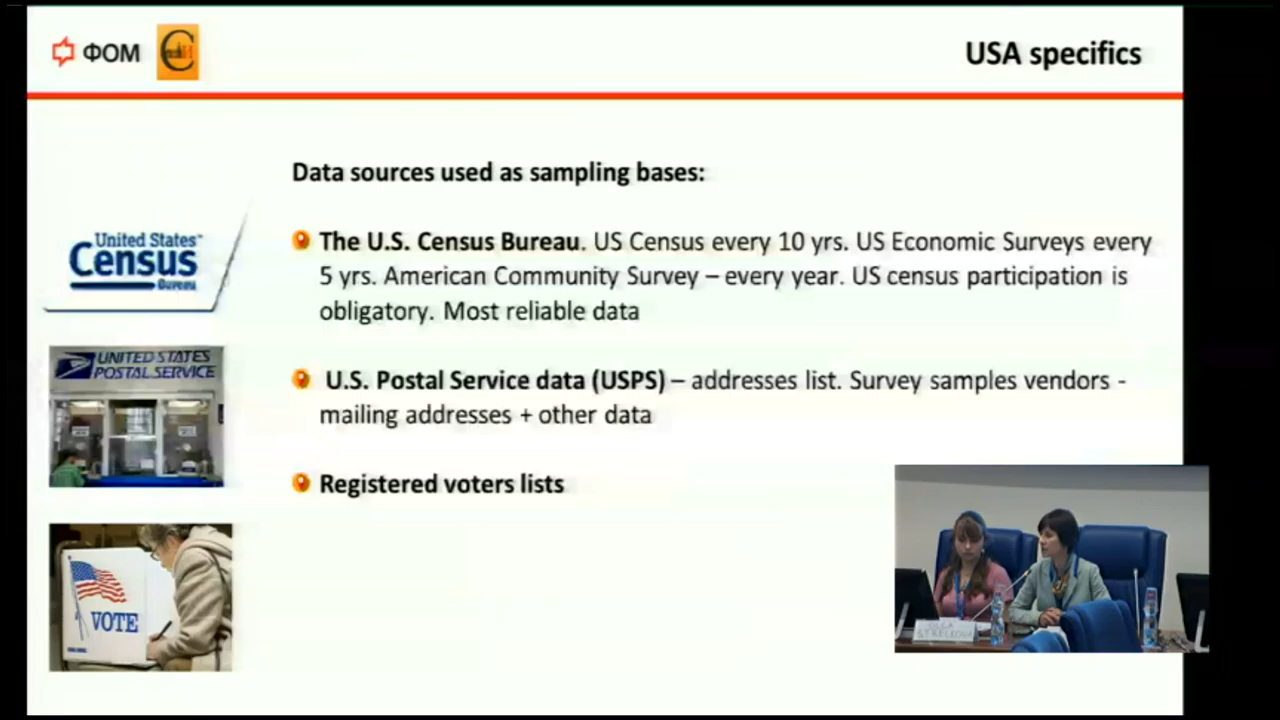 ФОМ
USA specifics
Data sources used as sampling bases:
United States™
Census
Bureau
The U.S. Census Bureau. US Census every 10 yrs. US Economic Surveys every
5 yrs. American Community Survey – every year. US census participation is
obligatory. Most reliable data
UNITED STATES
POSTAL SERVICE
U.S. Postal Service data (USPS) – addresses list. Survey samples vendors -
mailing addresses + other data
Registered voters lists
VOTE
STRELKOVA